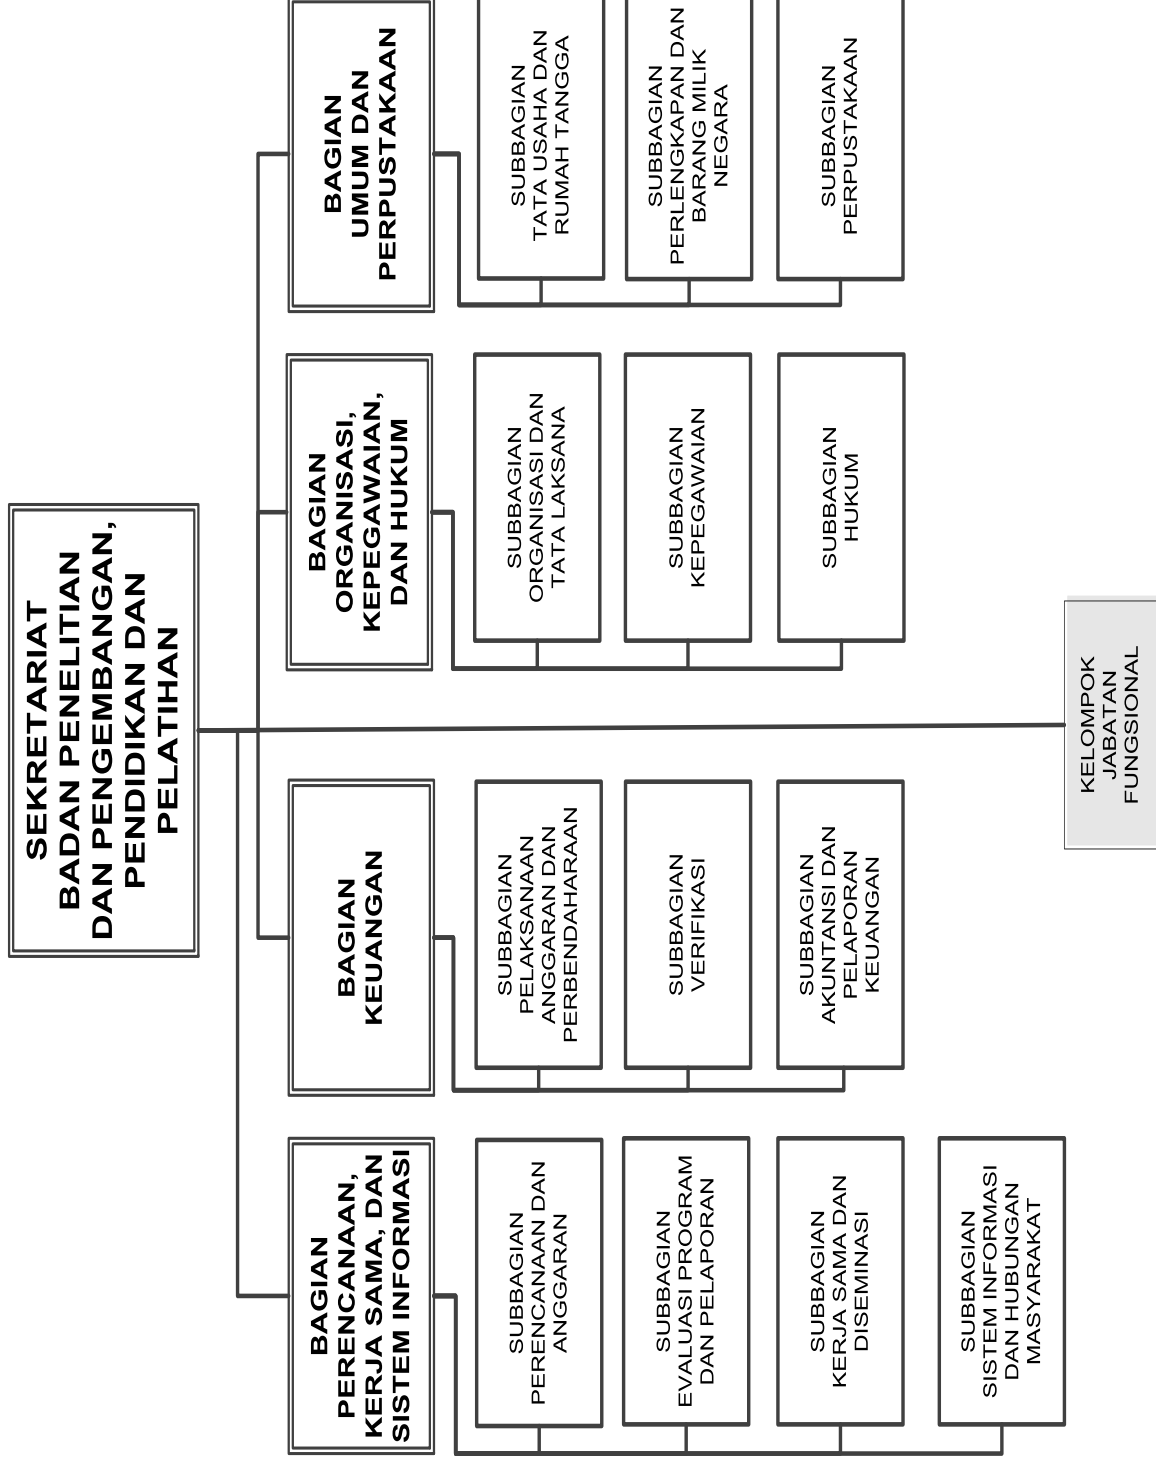 SEKRETARIAT
BADAN PENELITIAN
DAN PENGEMBANGAN,
PENDIDIKAN DAN
PELATIHAN
BAGIAN
PERENCANAAN,
KERJA SAMA, DAN
SISTEM INFORMASI
SUBBAGIAN
PERENCANAAN DAN
ANGGARAN
SUBBAGIAN
EVALUASI PROGRAM
DAN PELAPORAN
SUBBAGIAN
KERJA SAMA DAN
DISEMINASI
SUBBAGIAN
SISTEM INFORMASI
DAN HUBUNGAN
MASYARAKAT
BAGIAN
KEUANGAN
SUBBAGIAN
PELAKSANAAN
ANGGARAN DAN
PERBENDAHARAAN
SUBBAGIAN
VERIFIKASI
SUBBAGIAN
AKUNTANSI DAN
PELAPORAN
KEUANGAN
BAGIAN
ORGANISASI,
KEPEGAWAIAN,
DAN HUKUM
SUBBAGIAN
ORGANISASI DAN
TATA LAKSANA
SUBBAGIAN
KEPEGAWAIAN
SUBBAGIAN
HUKUM
BAGIAN
UMUM DAN
PERPUSTAKAAN
SUBBAGIAN
TATA USAHA DAN
RUMAH TANGGA
SUBBAGIAN
PERLENGKAPAN DAN
BARANG MILIK
NEGARA
SUBBAGIAN
PERPUSTAKAAN
KELOMPOK
JABATAN
FUNGSIONAL